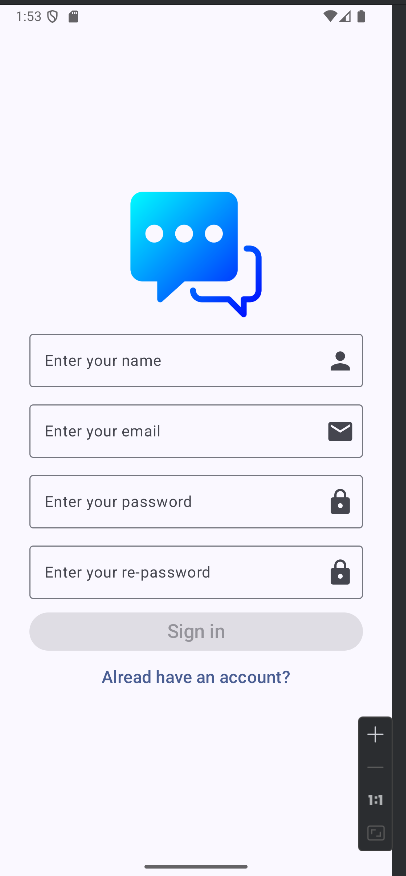 1:53
Enter your name
Enter your email
Enter your password
Enter your re-password
Sign in
Alread have an account?
1:1